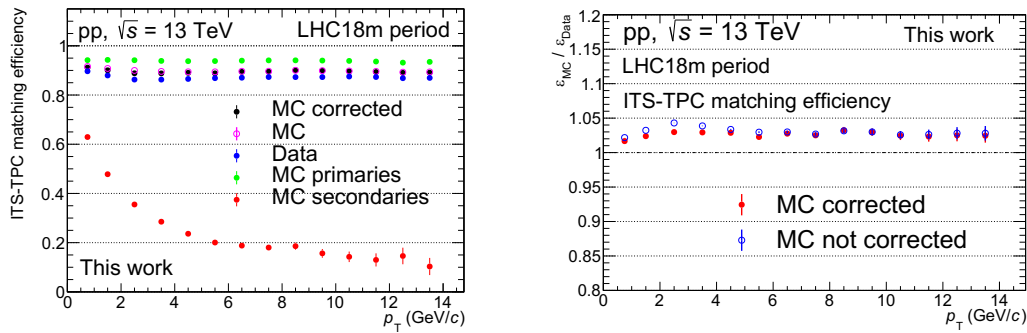 pp, √s = 13 TeV
LHC18m period
ITS-TPC matching efficiency
MC corrected
MC
Data
MC primaries
MC secondaries
This work
1
0.8
0.6
0.4
0.2
0
0 2 4 6 8 10 12 14
p_T (GeV/c)
pp, √s = 13 TeV
This work
LHC18m period
ITS-TPC matching efficiency
ε_MC / ε_Data
MC corrected
MC not corrected
1.2
1.15
1.1
1.05
1
0.95
0.9
0.85
0.8
0 2 4 6 8 10 12 14
p_T (GeV/c)